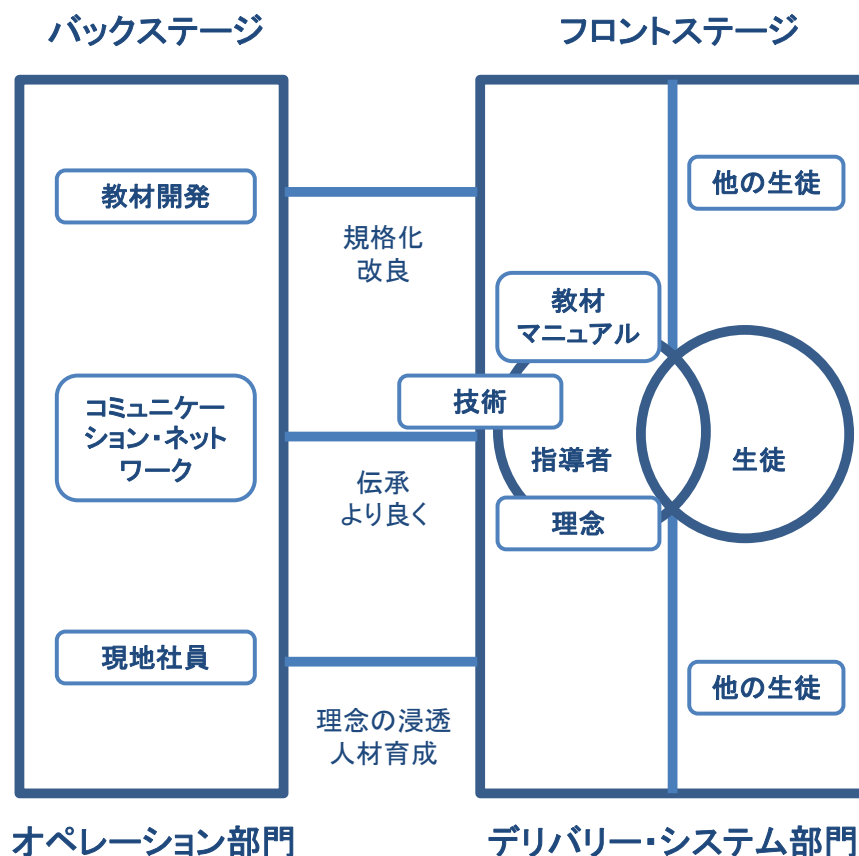 バックステージ
フロントステージ
教材開発
他の生徒
規格化
改良
教材
マニュアル
コミュニケー
ション・ネット
ワーク
技術
指導者
生徒
伝承
より良く
理念
現地社員
他の生徒
理念の浸透
人材育成
オペレーション部門
デリバリー・システム部門